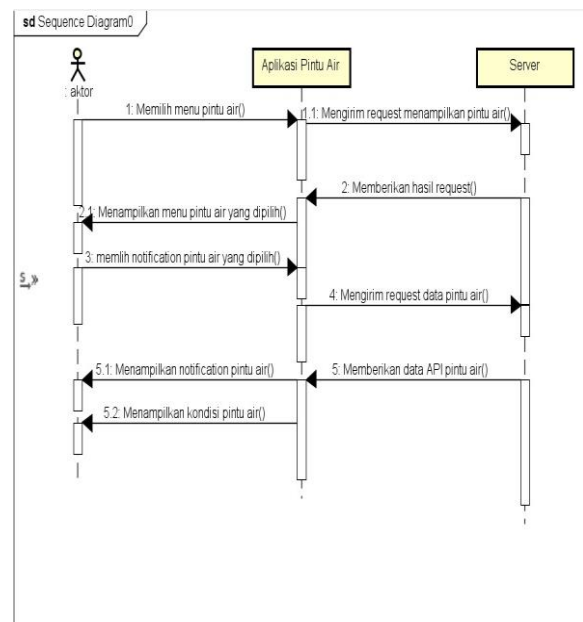 sd Sequence Diagram0
: aktor
Aplikasi Pintu Air
Server
1: Memilih menu pintu air()
1.1: Mengirim request menampilkan pintu air()
2: Memberikan hasil request()
2.1: Menampilkan menu pintu air yang dipilih()
3: memlih notification pintu air yang dipilih()
4: Mengirim request data pintu air()
5.1: Menampilkan notification pintu air()
5: Memberikan data API pintu air()
5.2: Menampilkan kondisi pintu air()